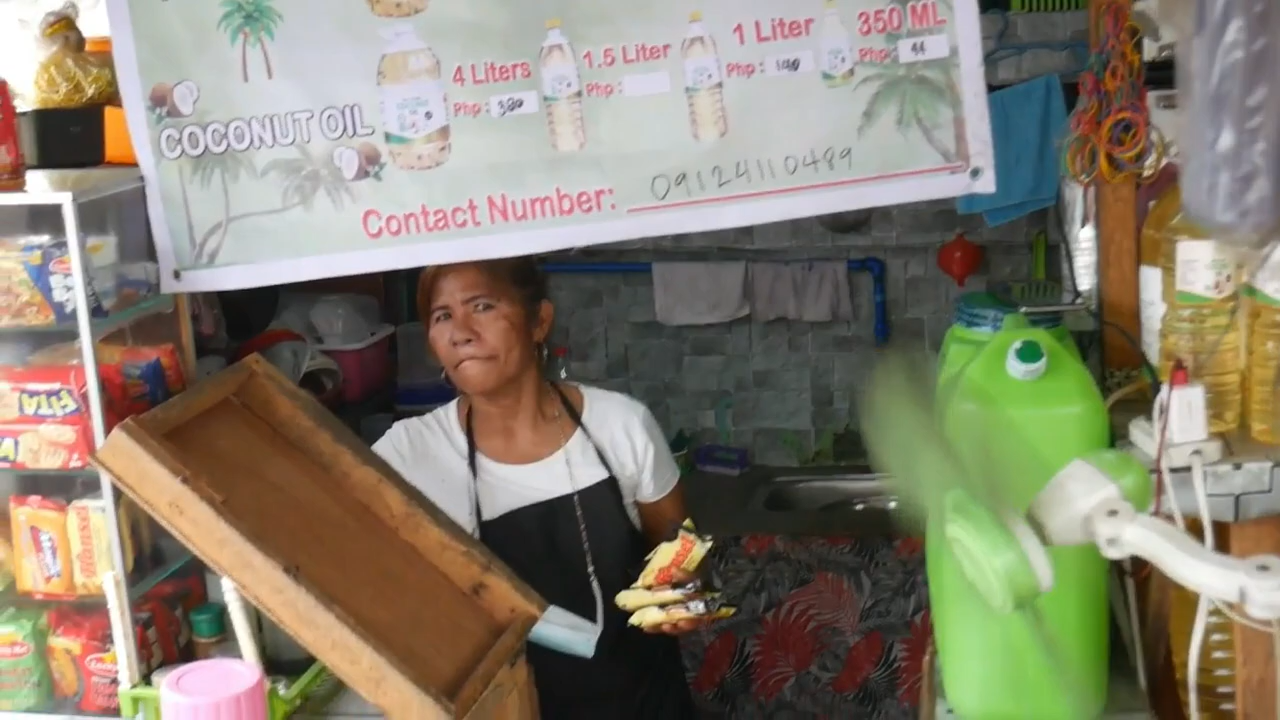 COCONUT OIL
4 Liters
Php: 380
1.5 Liter
Php:
1 Liter
Php: 140
350 ML
Php: 44
Contact Number: 09124110489
FITA